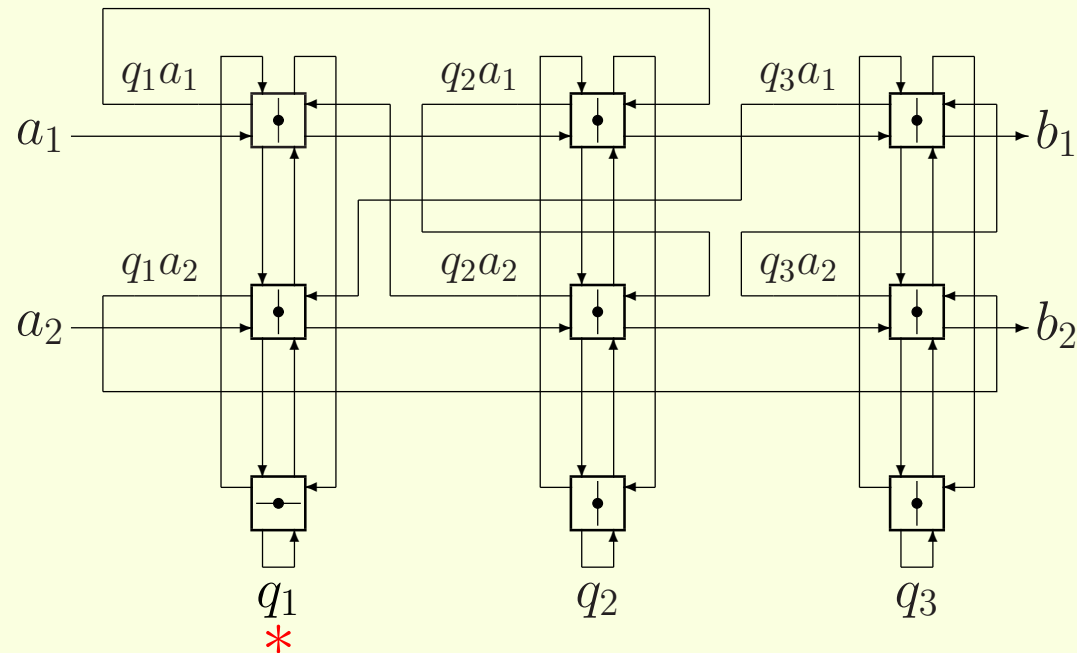 q₁a₁ q₂a₁ q₃a₁
a₁ b₁
q₁a₂ q₂a₂ q₃a₂
a₂ b₂
q₁ q₂ q₃
*